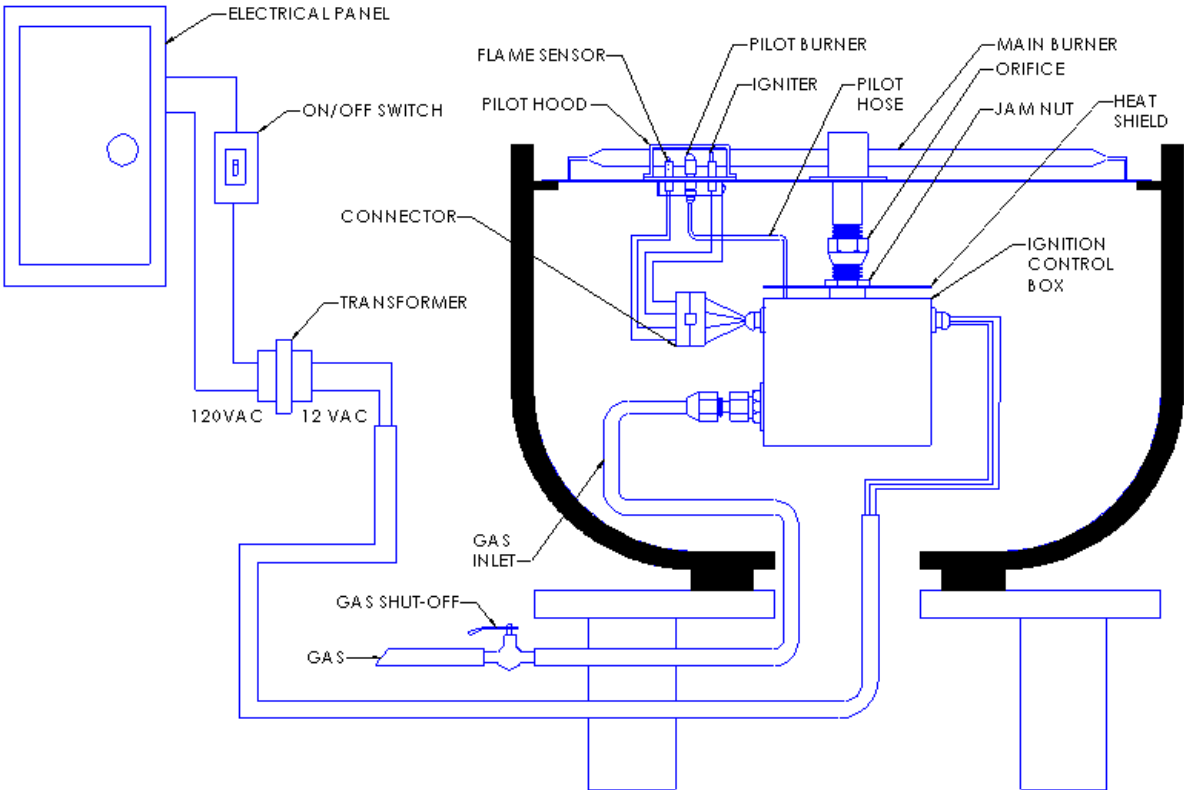 ELECTRICAL PANEL
ON/OFF SWITCH
TRANSFORMER
120VAC
12 VAC
FLAME SENSOR
PILOT HOOD
PILOT BURNER
IGNITER
PILOT
HOSE
MAIN BURNER
ORIFICE
JAM NUT
HEAT
SHIELD
CONNECTOR
IGNITION
CONTROL
BOX
GAS
INLET
GAS SHUT-OFF
GAS